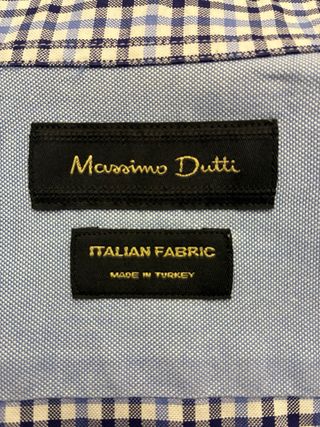 Massimo Dutti
ITALIAN FABRIC
MADE IN TURKEY